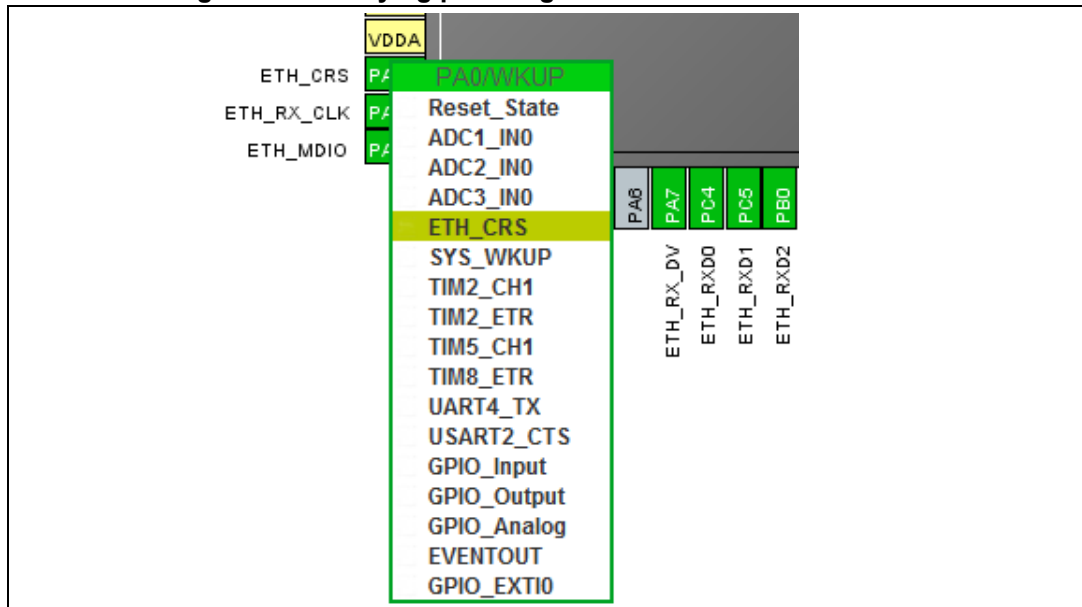 VDDA
ETH_CRS
PA0/WKUP
Reset_State
ETH_RX_CLK
ADC1_IN0
ETH_MDIO
ADC2_IN0
ADC3_IN0
ETH_CRS
SYS_WKUP
TIM2_CH1
TIM2_ETR
TIM5_CH1
TIM8_ETR
UART4_TX
USART2_CTS
GPIO_Input
GPIO_Output
GPIO_Analog
EVENTOUT
GPIO_EXTI0
PA6
PA7
PC4
PC5
PB0
ETH_RX_DV
ETH_RXD0
ETH_RXD1
ETH_RXD2